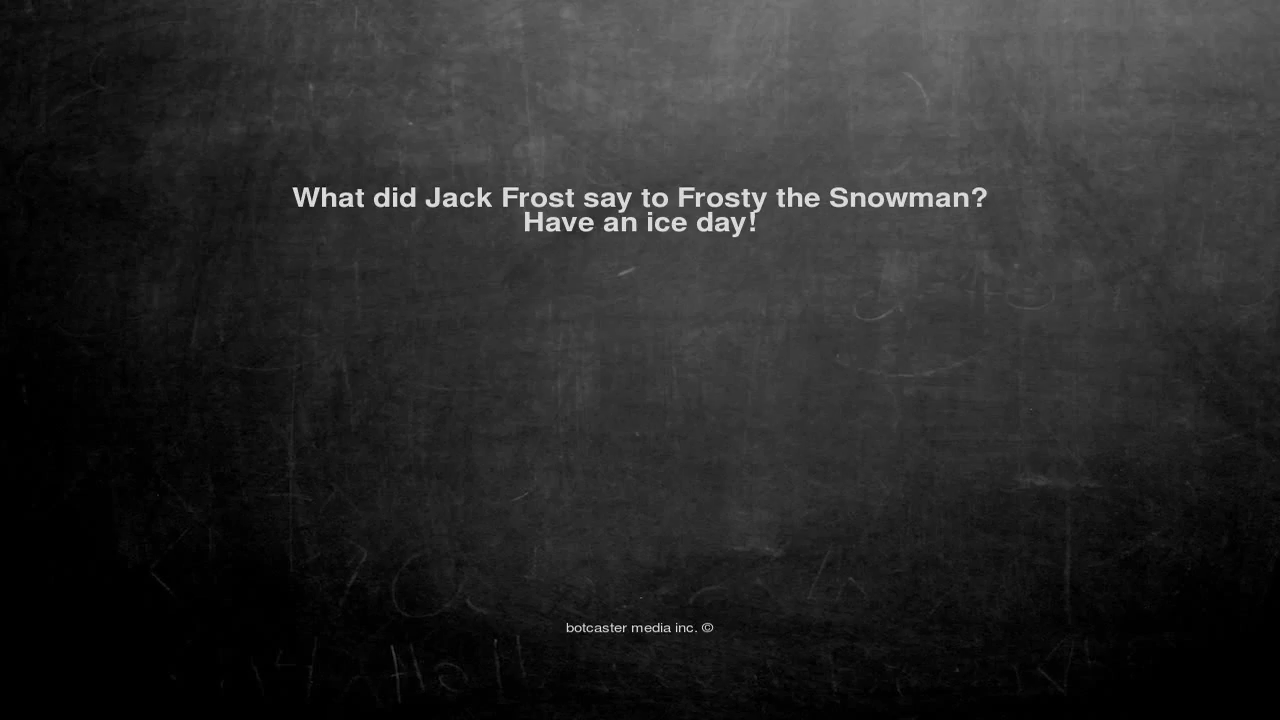 What did Jack Frost say to Frosty the Snowman?
Have an ice day!
botcaster media inc. ©